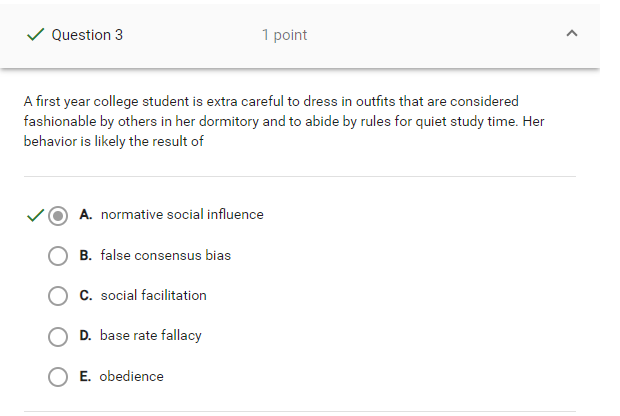 Question 3 1 point
A first year college student is extra careful to dress in outfits that are considered
fashionable by others in her dormitory and to abide by rules for quiet study time. Her
behavior is likely the result of
A. normative social influence
B. false consensus bias
C. social facilitation
D. base rate fallacy
E. obedience